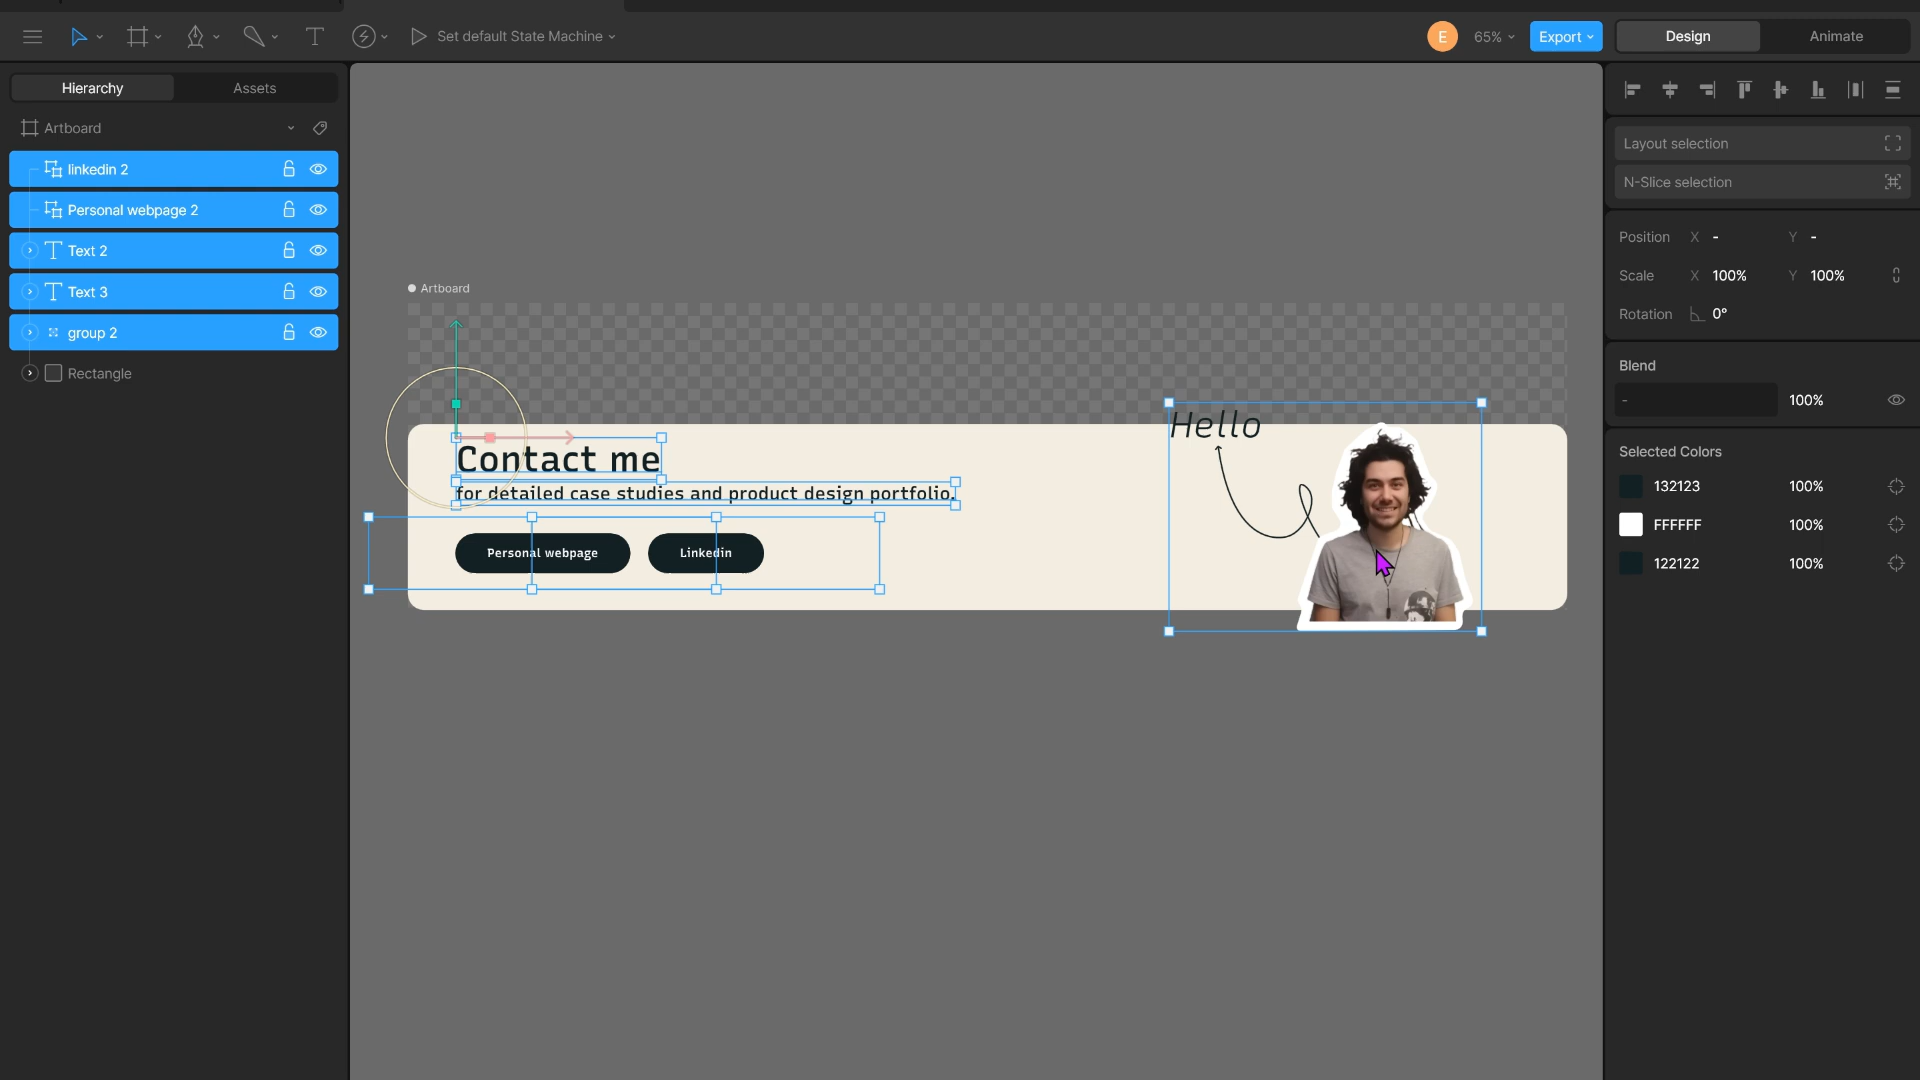 Set default State Machine
E
65%
Export
Design
Animate
Hierarchy
Assets
Artboard
linkedin 2
Personal webpage 2
Text 2
Text 3
group 2
Rectangle
Artboard
Hello
Contact me
for detailed case studies and product design portfolio.
Personal webpage
Linkedin
Layout selection
N-Slice selection
Position X - Y -
Scale X 100% Y 100%
Rotation 0°
Blend
- 100%
Selected Colors
132123 100%
FFFFFF 100%
122122 100%